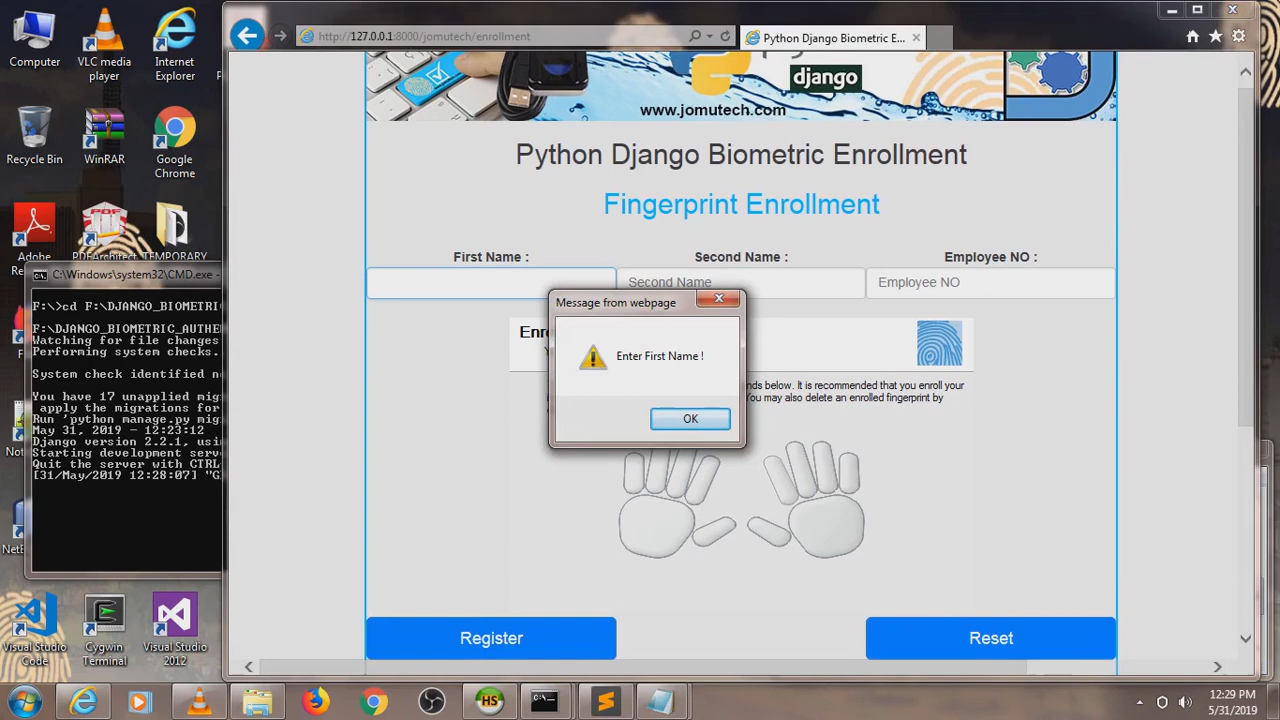 Computer
VLC media
player
Internet
Explorer
Recycle Bin
WinRAR
Google
Chrome
Adobe
PDFArchitect
TEMPORARY
http://127.0.0.1:8000/jomutech/enrollment
Python Django Biometric E...
django
www.jomutech.com
Python Django Biometric Enrollment
Fingerprint Enrollment
First Name :
Second Name :
Employee NO :
Second Name
Employee NO
Message from webpage
Enter First Name !
OK
nds below. It is recommended that you enroll your
ou may also delete an enrolled fingerprint by
Register
Reset
C:\Windows\system32\CMD.exe -
F:\>cd F:\DJANGO_BIOMETRIC
F:\DJANGO_BIOMETRIC_AUTHE
Watching for file changes
Performing system checks.
System check identified n
You have 17 unapplied mig
apply the migrations for
Run 'python manage.py mig
May 31, 2019 - 12:23:12
Django version 2.2.1, usi
Starting development serv
Quit the server with CTRL
[31/May/2019 12:28:07] "G
Visual Studio
Code
Cygwin
Terminal
Visual Studio
2012
HS
12:29 PM
5/31/2019